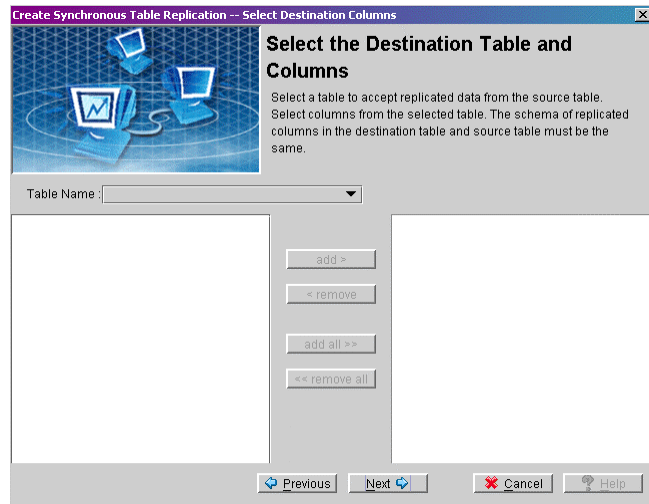 Create Synchronous Table Replication -- Select Destination Columns
Select the Destination Table and
Columns
Select a table to accept replicated data from the source table.
Select columns from the selected table. The schema of replicated
columns in the destination table and source table must be the
same.
Table Name :
add >
< remove
add all >>
<< remove all
Previous
Next
Cancel
Help